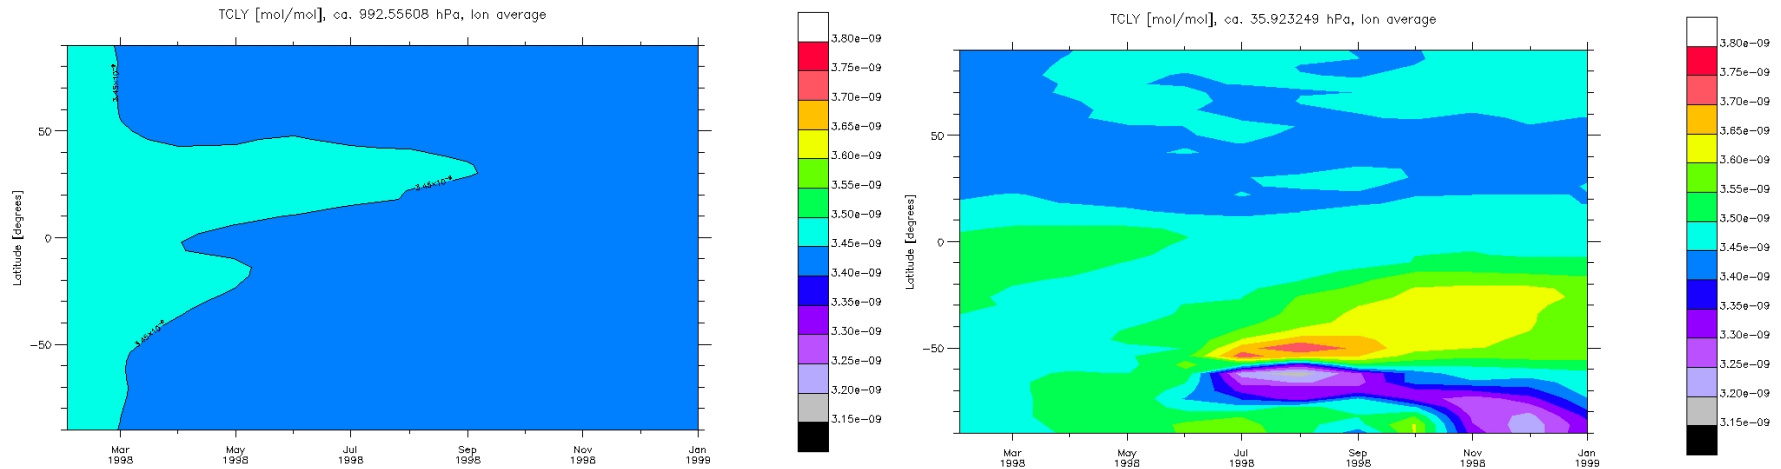 TCLY [mol/mol], ca. 992.55608 hPa, lon average
3.80e-09
3.75e-09
3.70e-09
3.65e-09
3.60e-09
3.55e-09
3.50e-09
3.45e-09
3.40e-09
3.35e-09
3.30e-09
3.25e-09
3.20e-09
3.15e-09
Latitude [degrees]
50
0
-50
Mar 1998
May 1998
Jul 1998
Sep 1998
Nov 1998
Jan 1999
TCLY [mol/mol], ca. 35.923249 hPa, lon average
3.80e-09
3.75e-09
3.70e-09
3.65e-09
3.60e-09
3.55e-09
3.50e-09
3.45e-09
3.40e-09
3.35e-09
3.30e-09
3.25e-09
3.20e-09
3.15e-09
Latitude [degrees]
50
0
-50
Mar 1998
May 1998
Jul 1998
Sep 1998
Nov 1998
Jan 1999